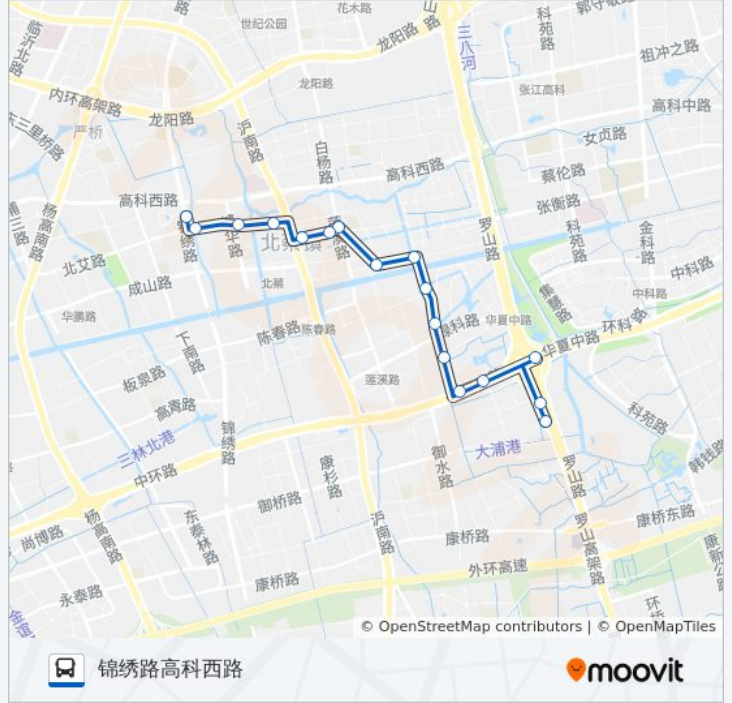 世纪公园
花木路
龙阳路
三八河
科苑路
祖冲之路
临沂北路
内环高架路
龙阳路
龙阳路
张江高科
高科中路
严桥
沪南路
白杨路
女贞路
东三里桥路
高科西路
蔡伦路
高科西路
张衡路
杨高南路
锦绣路
北蔡镇
罗山路
科苑路
金科路
北艾路
成山路
北蔡
集慧路
中科路
中科路
华鹏路
下南路
陈春路
陈春路
绿科路
华夏中路
环科路
华夏中路
板泉路
莲溪路
高青路
三林北港
锦绣路
科苑路
中环路
康杉路
御水路
大浦港
韩钱路
罗山路
尚博路
杨高南路
东泰林路
御桥路
沪南路
康桥路
罗山高架路
康桥东路
永泰路
康桥路
外环高速
© OpenStreetMap contributors | © OpenMapTiles
锦绣路高科西路
moovit